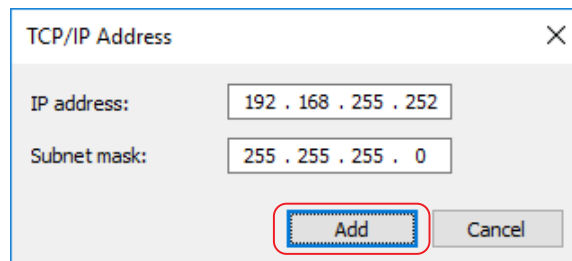 TCP/IP Address
IP address: 192 . 168 . 255 . 252
Subnet mask: 255 . 255 . 255 . 0
Add Cancel